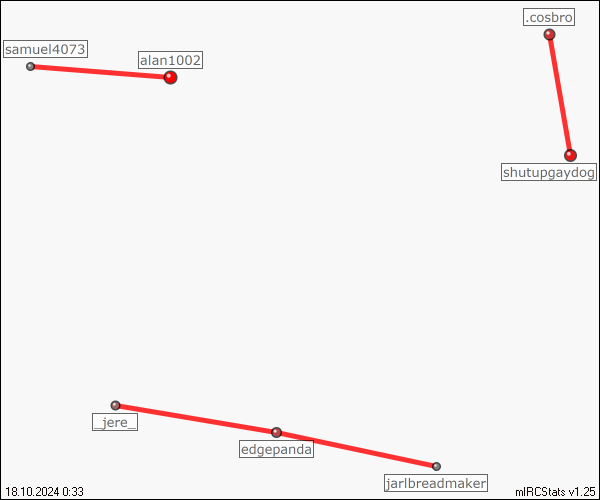 .cosbro
samuel4073
alan1002
shutupgaydog
_jere_
edgepanda
jarlbreadmaker
18.10.2024 0:33
mIRCStats v1.25